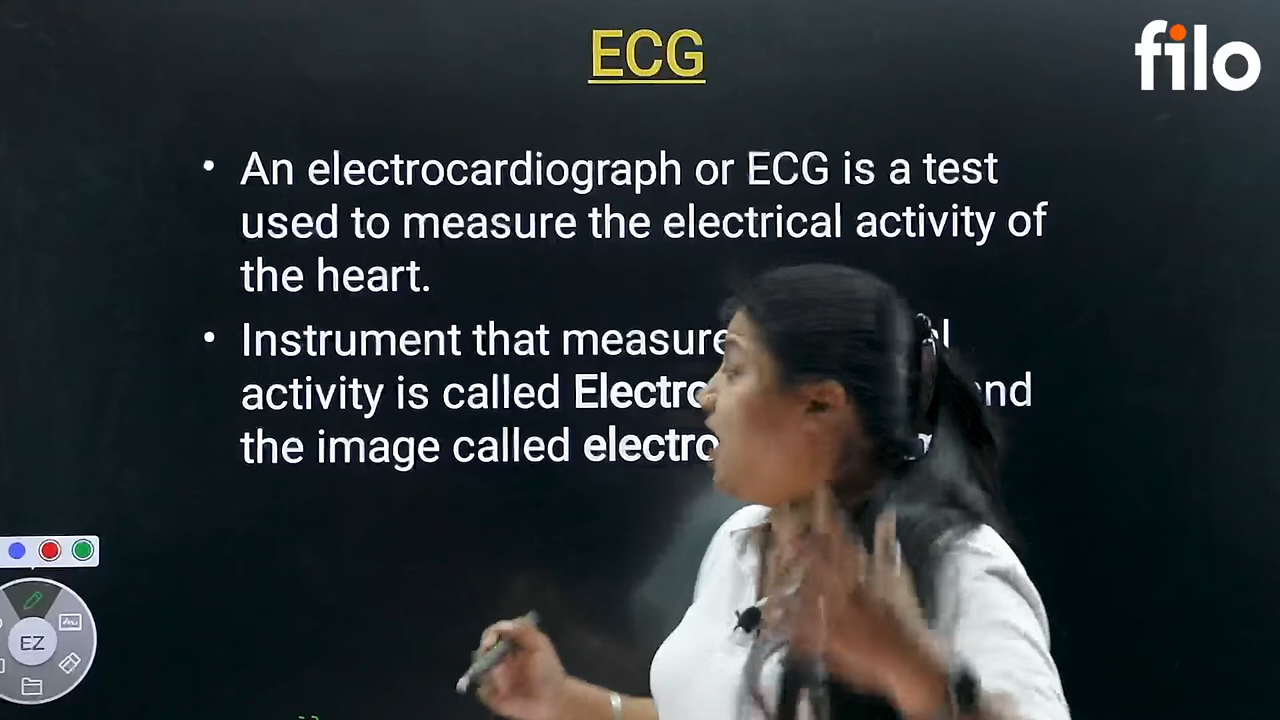 ECG
filo
• An electrocardiograph or ECG is a test
used to measure the electrical activity of
the heart.
• Instrument that measure
activity is called Electro nd
the image called electro
EZ